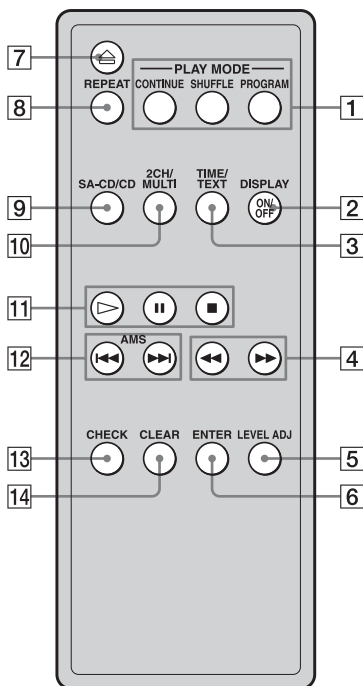 7
PLAY MODE
REPEAT CONTINUE SHUFFLE PROGRAM
8
1
SA-CD/CD 2CH/MULTI TIME/TEXT DISPLAY
ON/OFF
9
2
10
3
11
AMS
12
4
CHECK CLEAR ENTER LEVEL ADJ
13
5
14
6